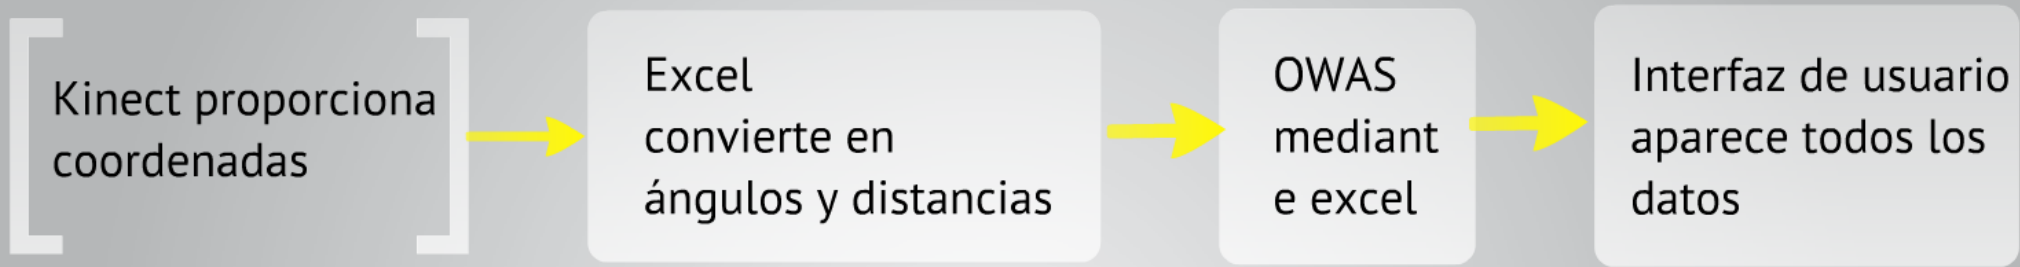 Kinect proporciona
coordenadas
Excel
convierte en
ángulos y distancias
OWAS
mediant
e excel
Interfaz de usuario
aparece todos los
datos